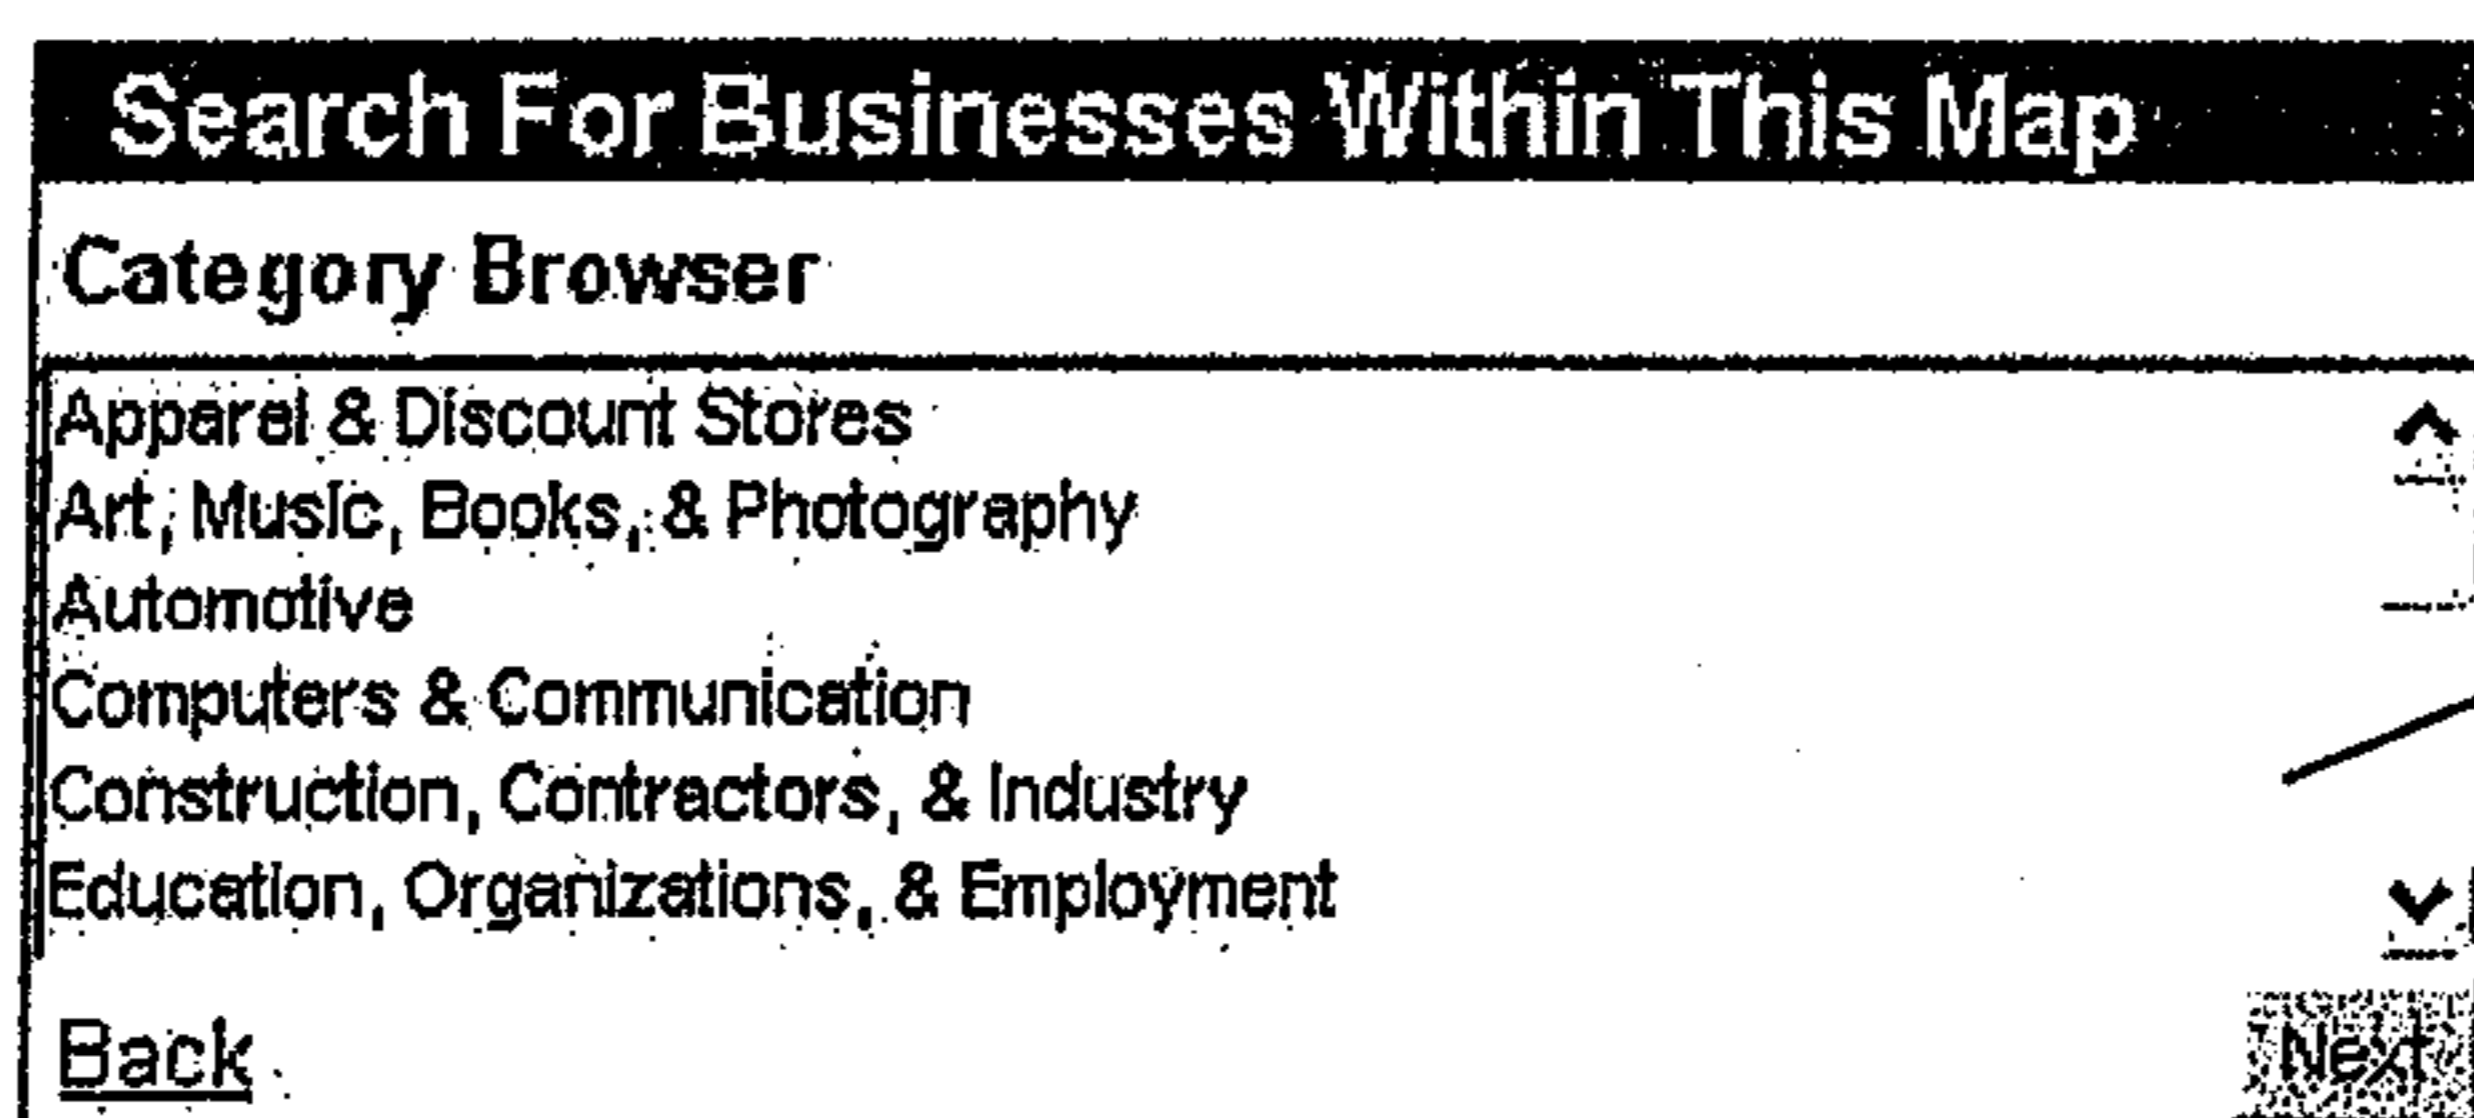 Search For Businesses Within This Map
Category Browser
Apparel & Discount Stores
Art, Music, Books, & Photography
Automotive
Computers & Communication
Construction, Contractors, & Industry
Education, Organizations, & Employment
Back
Next